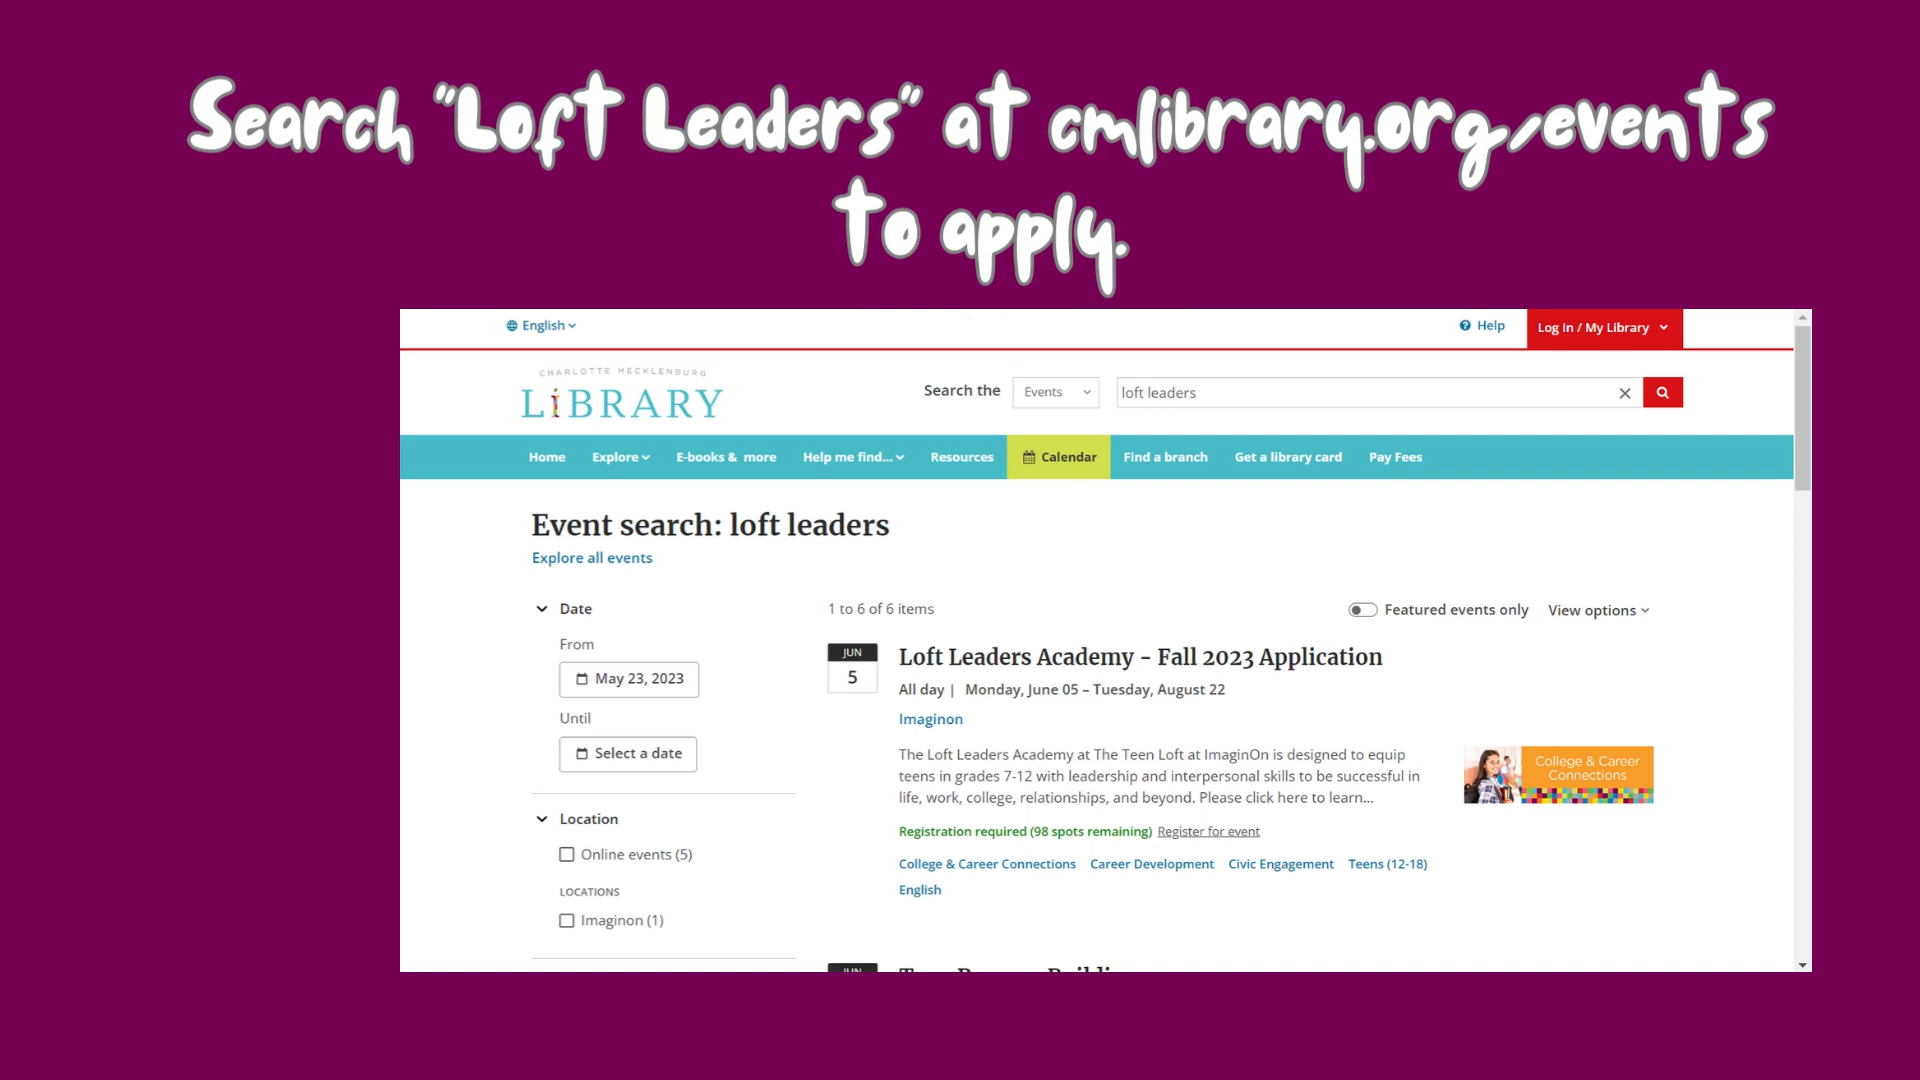 Search "Loft Leaders" at cmlibrary.org/events
to apply.
English
Help
Log In / My Library
CHARLOTTE MECKLENBURG
LiBRARY
Search the
Events
loft leaders
Home
Explore
E-books & more
Help me find...
Resources
Calendar
Find a branch
Get a library card
Pay Fees
Event search: loft leaders
Explore all events
Date
From
May 23, 2023
Until
Select a date
Location
Online events (5)
LOCATIONS
Imaginon (1)
1 to 6 of 6 items
Featured events only
View options
JUN
5
Loft Leaders Academy - Fall 2023 Application
All day | Monday, June 05 – Tuesday, August 22
Imaginon
The Loft Leaders Academy at The Teen Loft at ImaginOn is designed to equip
teens in grades 7-12 with leadership and interpersonal skills to be successful in
life, work, college, relationships, and beyond. Please click here to learn...
College & Career
Connections
Registration required (98 spots remaining) Register for event
College & Career Connections Career Development Civic Engagement Teens (12-18)
English
JUN